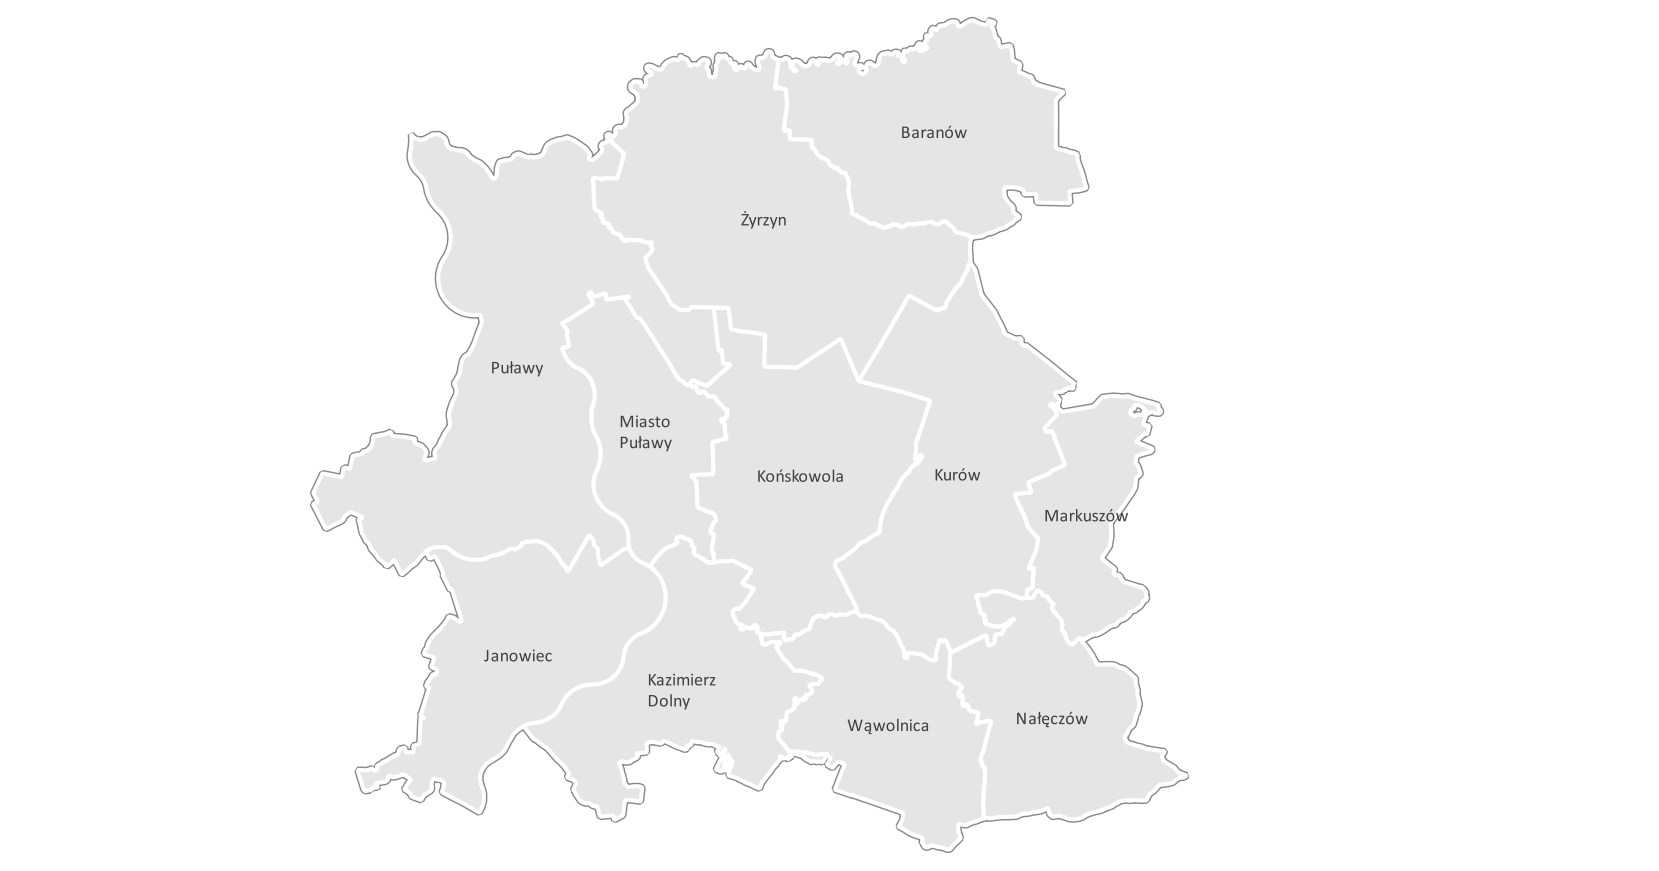 Baranów
Żyrzyn
Puławy
Miasto
Puławy
Końskowola
Kurów
Markuszów
Janowiec
Kazimierz
Dolny
Wąwolnica
Nałęczów